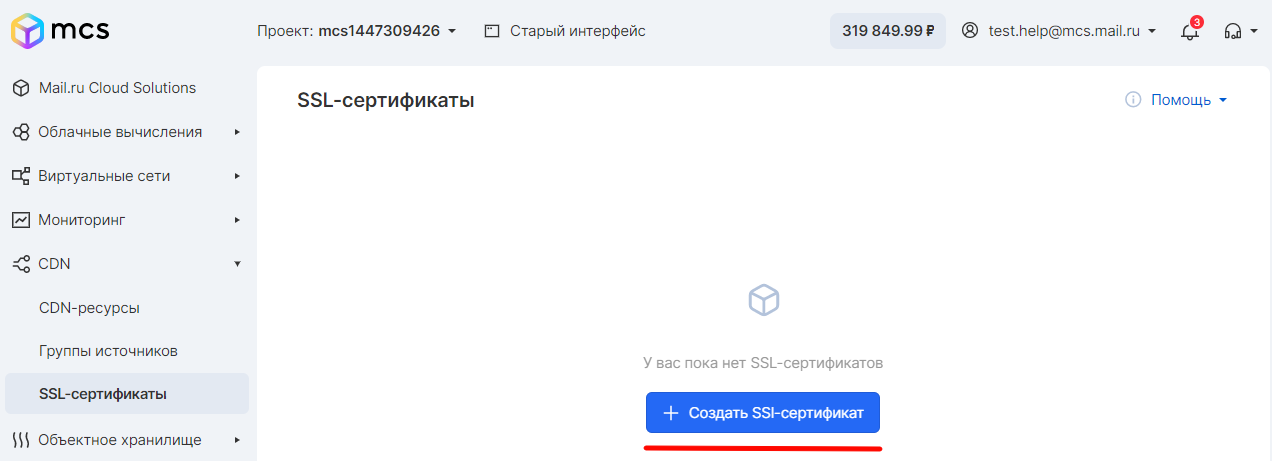 mcs
Проект: mcs1447309426
Старый интерфейс
319 849.99 ₽
test.help@mcs.mail.ru
3
Mail.ru Cloud Solutions
Облачные вычисления
Виртуальные сети
Мониторинг
CDN
CDN-ресурсы
Группы источников
SSL-сертификаты
Объектное хранилище
SSL-сертификаты
Помощь
У вас пока нет SSL-сертификатов
Создать SSl-сертификат